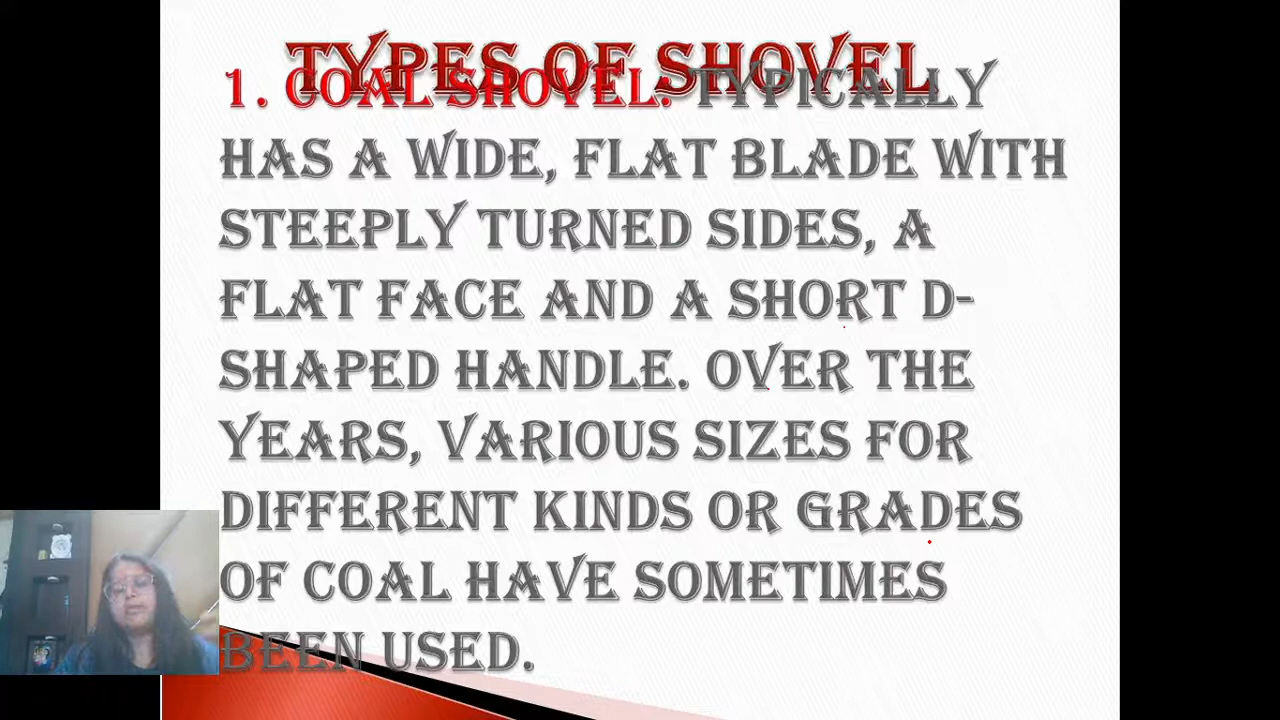 TYPES OF SHOVEL
1. COAL SHOVEL. TYPICALLY
HAS A WIDE, FLAT BLADE WITH
STEEPLY TURNED SIDES, A
FLAT FACE AND A SHORT D-
SHAPED HANDLE. OVER THE
YEARS, VARIOUS SIZES FOR
DIFFERENT KINDS OR GRADES
OF COAL HAVE SOMETIMES
BEEN USED.